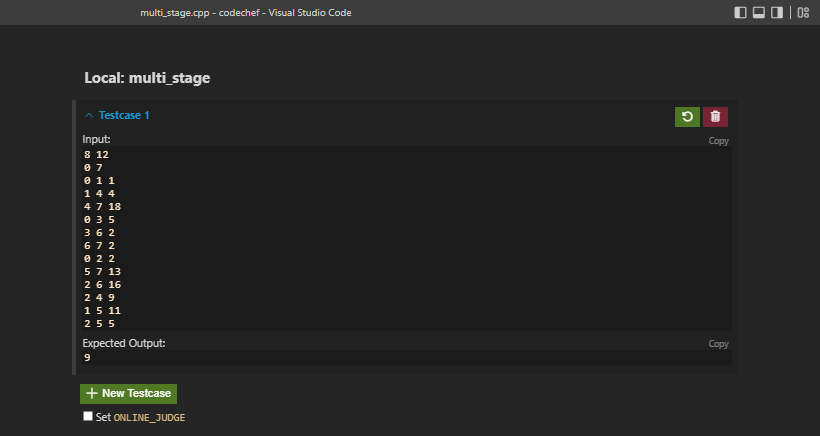 multi_stage.cpp - codechef - Visual Studio Code
Local: multi_stage
Testcase 1
Input:
Copy
8 12
0 7
0 1 1
1 4 4
4 7 18
0 3 5
3 6 2
6 7 2
0 2 2
5 7 13
2 6 16
2 4 9
1 5 11
2 5 5
Expected Output:
Copy
9
New Testcase
Set ONLINE_JUDGE